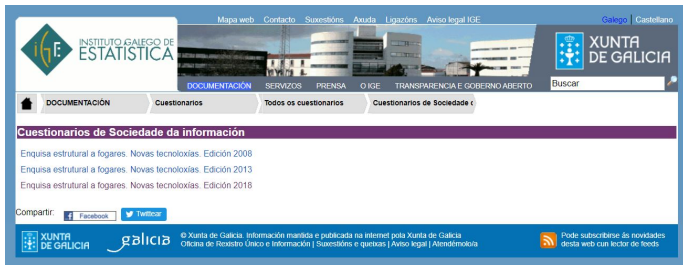 Mapa web Contacto Suxestións Axuda Ligazóns Aviso legal IGE
Galego | Castellano
IGE
INSTITUTO GALEGO DE
ESTATÍSTICA
XUNTA
DE GALICIA
DOCUMENTACIÓN SERVIZOS PRENSA O IGE TRANSPARENCIA E GOBERNO ABERTO
Buscar
DOCUMENTACIÓN Cuestionarios Todos os cuestionarios Cuestionarios de Sociedade c
Cuestionarios de Sociedade da información
Enquisa estrutural a fogares. Novas tecnoloxías. Edición 2008
Enquisa estrutural a fogares. Novas tecnoloxías. Edición 2013
Enquisa estrutural a fogares. Novas tecnoloxías. Edición 2018
Compartir: Facebook Twittear
XUNTA
DE GALICIA
galicia
© Xunta de Galicia. Información mantida e publicada na internet pola Xunta de Galicia
Oficina de Rexistro Único e Información | Suxestións e queixas | Aviso legal | Atendémolo/a
Pode subscribirse ás novidades
desta web cun lector de feeds